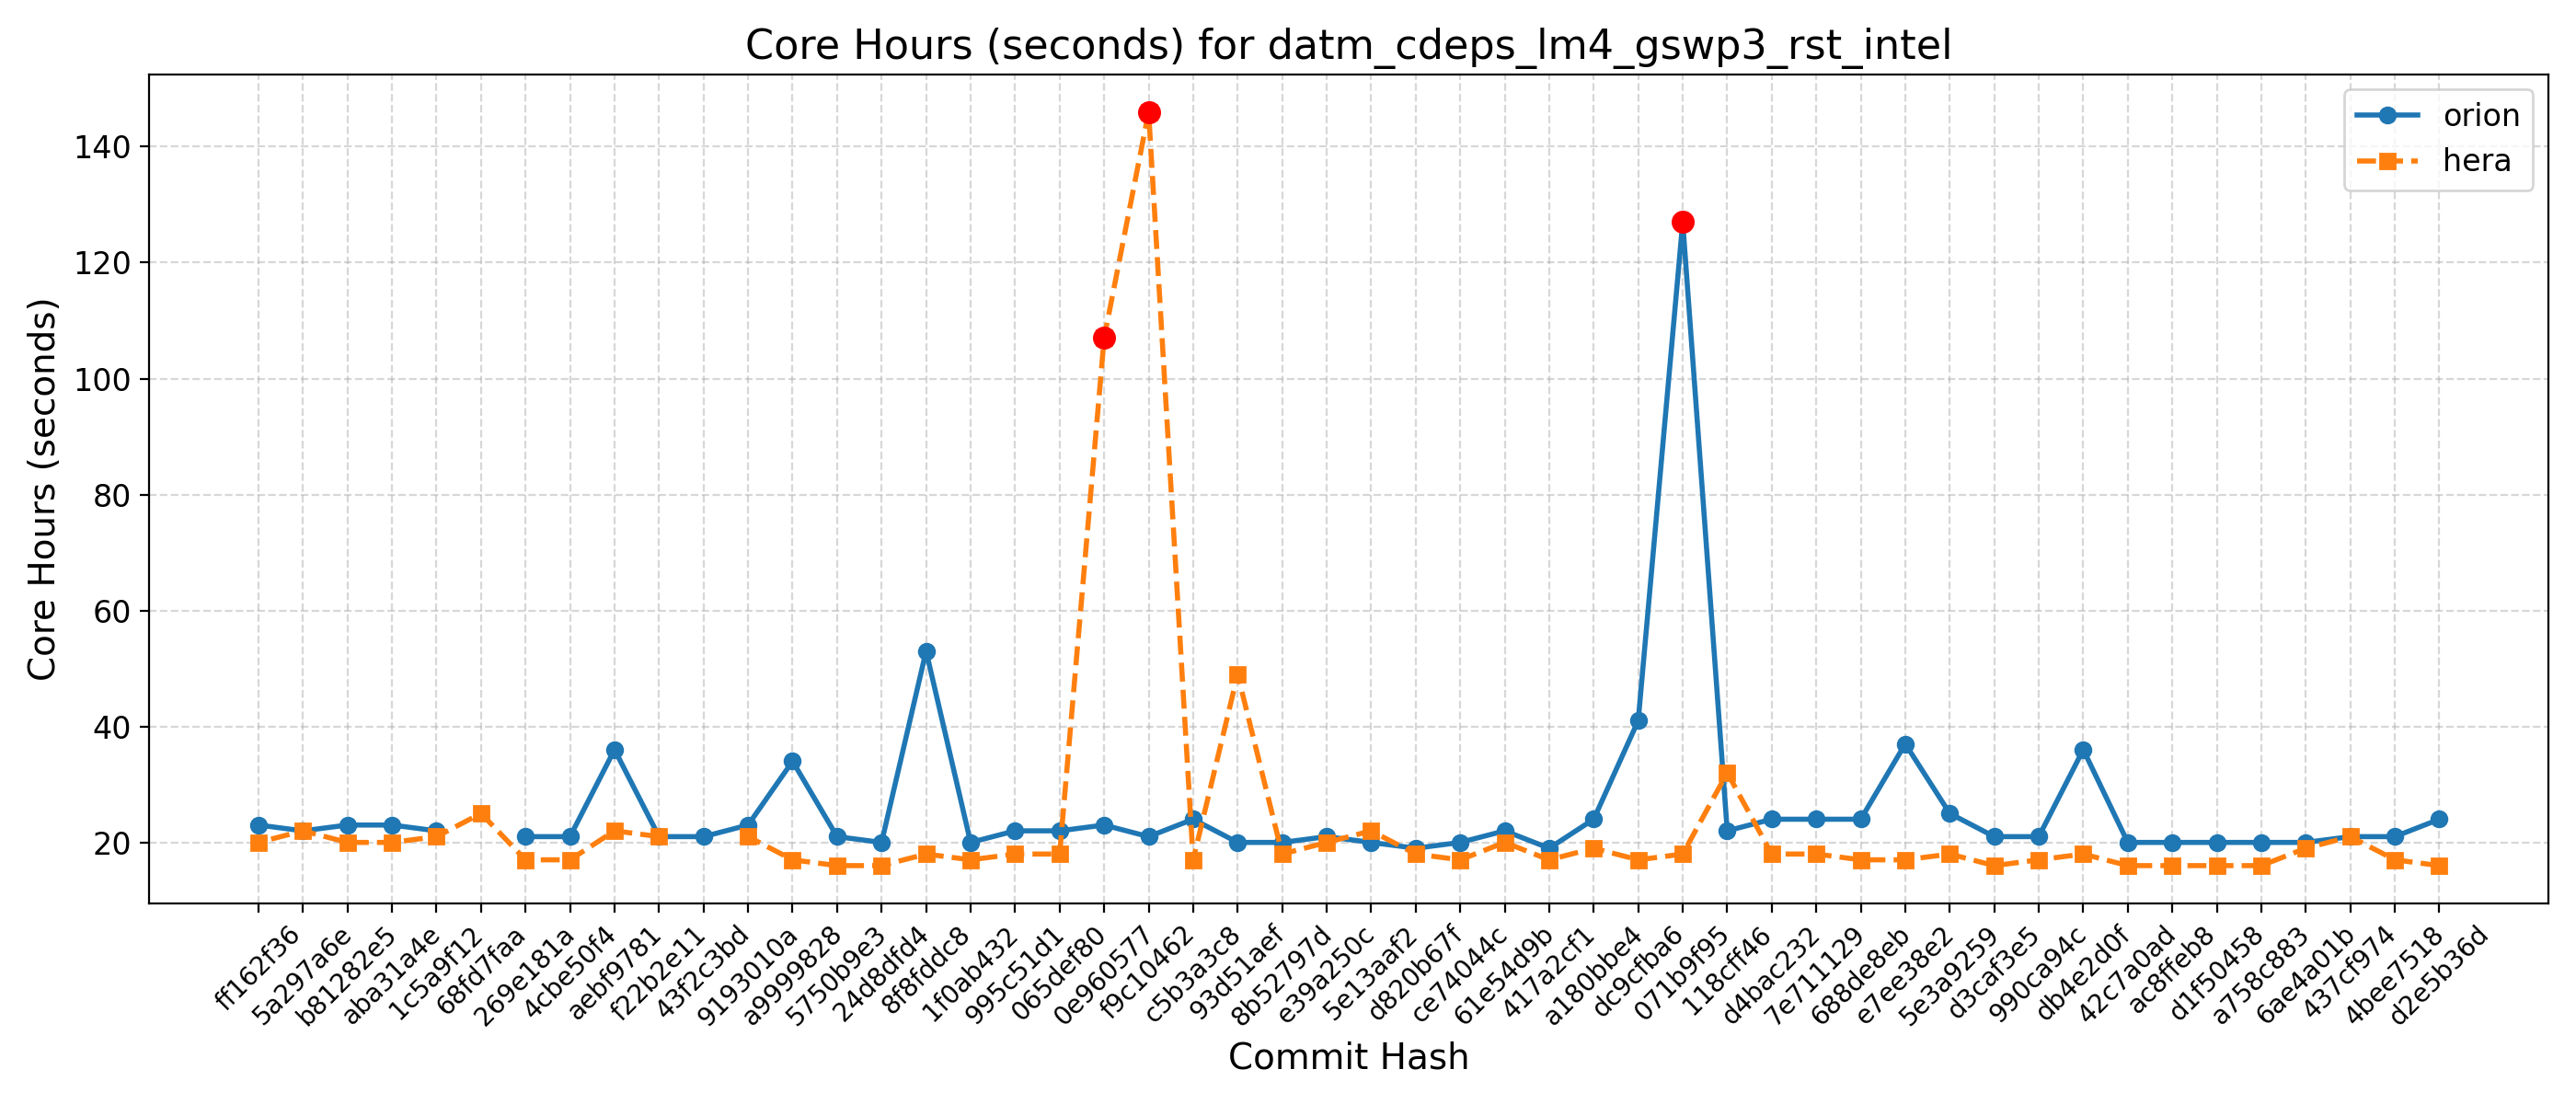 Core Hours (seconds) for datm_cdeps_lm4_gswp3_rst_intel
orion
hera
Core Hours (seconds)
140
120
100
80
60
40
20
ff162f36
5a297a6e
b81282e5
aba31a4e
1c5a9f12
68fd7faa
269e181a
4cbe50f4
aebf9781
f22b2e11
43f2c3bd
9193010a
a9999828
5750b9e3
24d8dfd4
8f8fddc8
1f0ab432
995c51d1
065def80
0e960577
f9c10462
c5b3a3c8
93d51aef
8b52797d
e39a250c
5e13aaf2
d820b67f
ce74044c
61e54d9b
417a2cf1
a180bbe4
dc9cfba6
071b9f95
118cff46
d4bac232
7e711129
688de8eb
e7ee38e2
5e3a9259
d3caf3e5
990ca94c
db4e2d0f
42c7a0ad
ac8ffeb8
d1f50458
a758c883
6ae4a01b
437cf974
4bee7518
d2e5b36d
Commit Hash